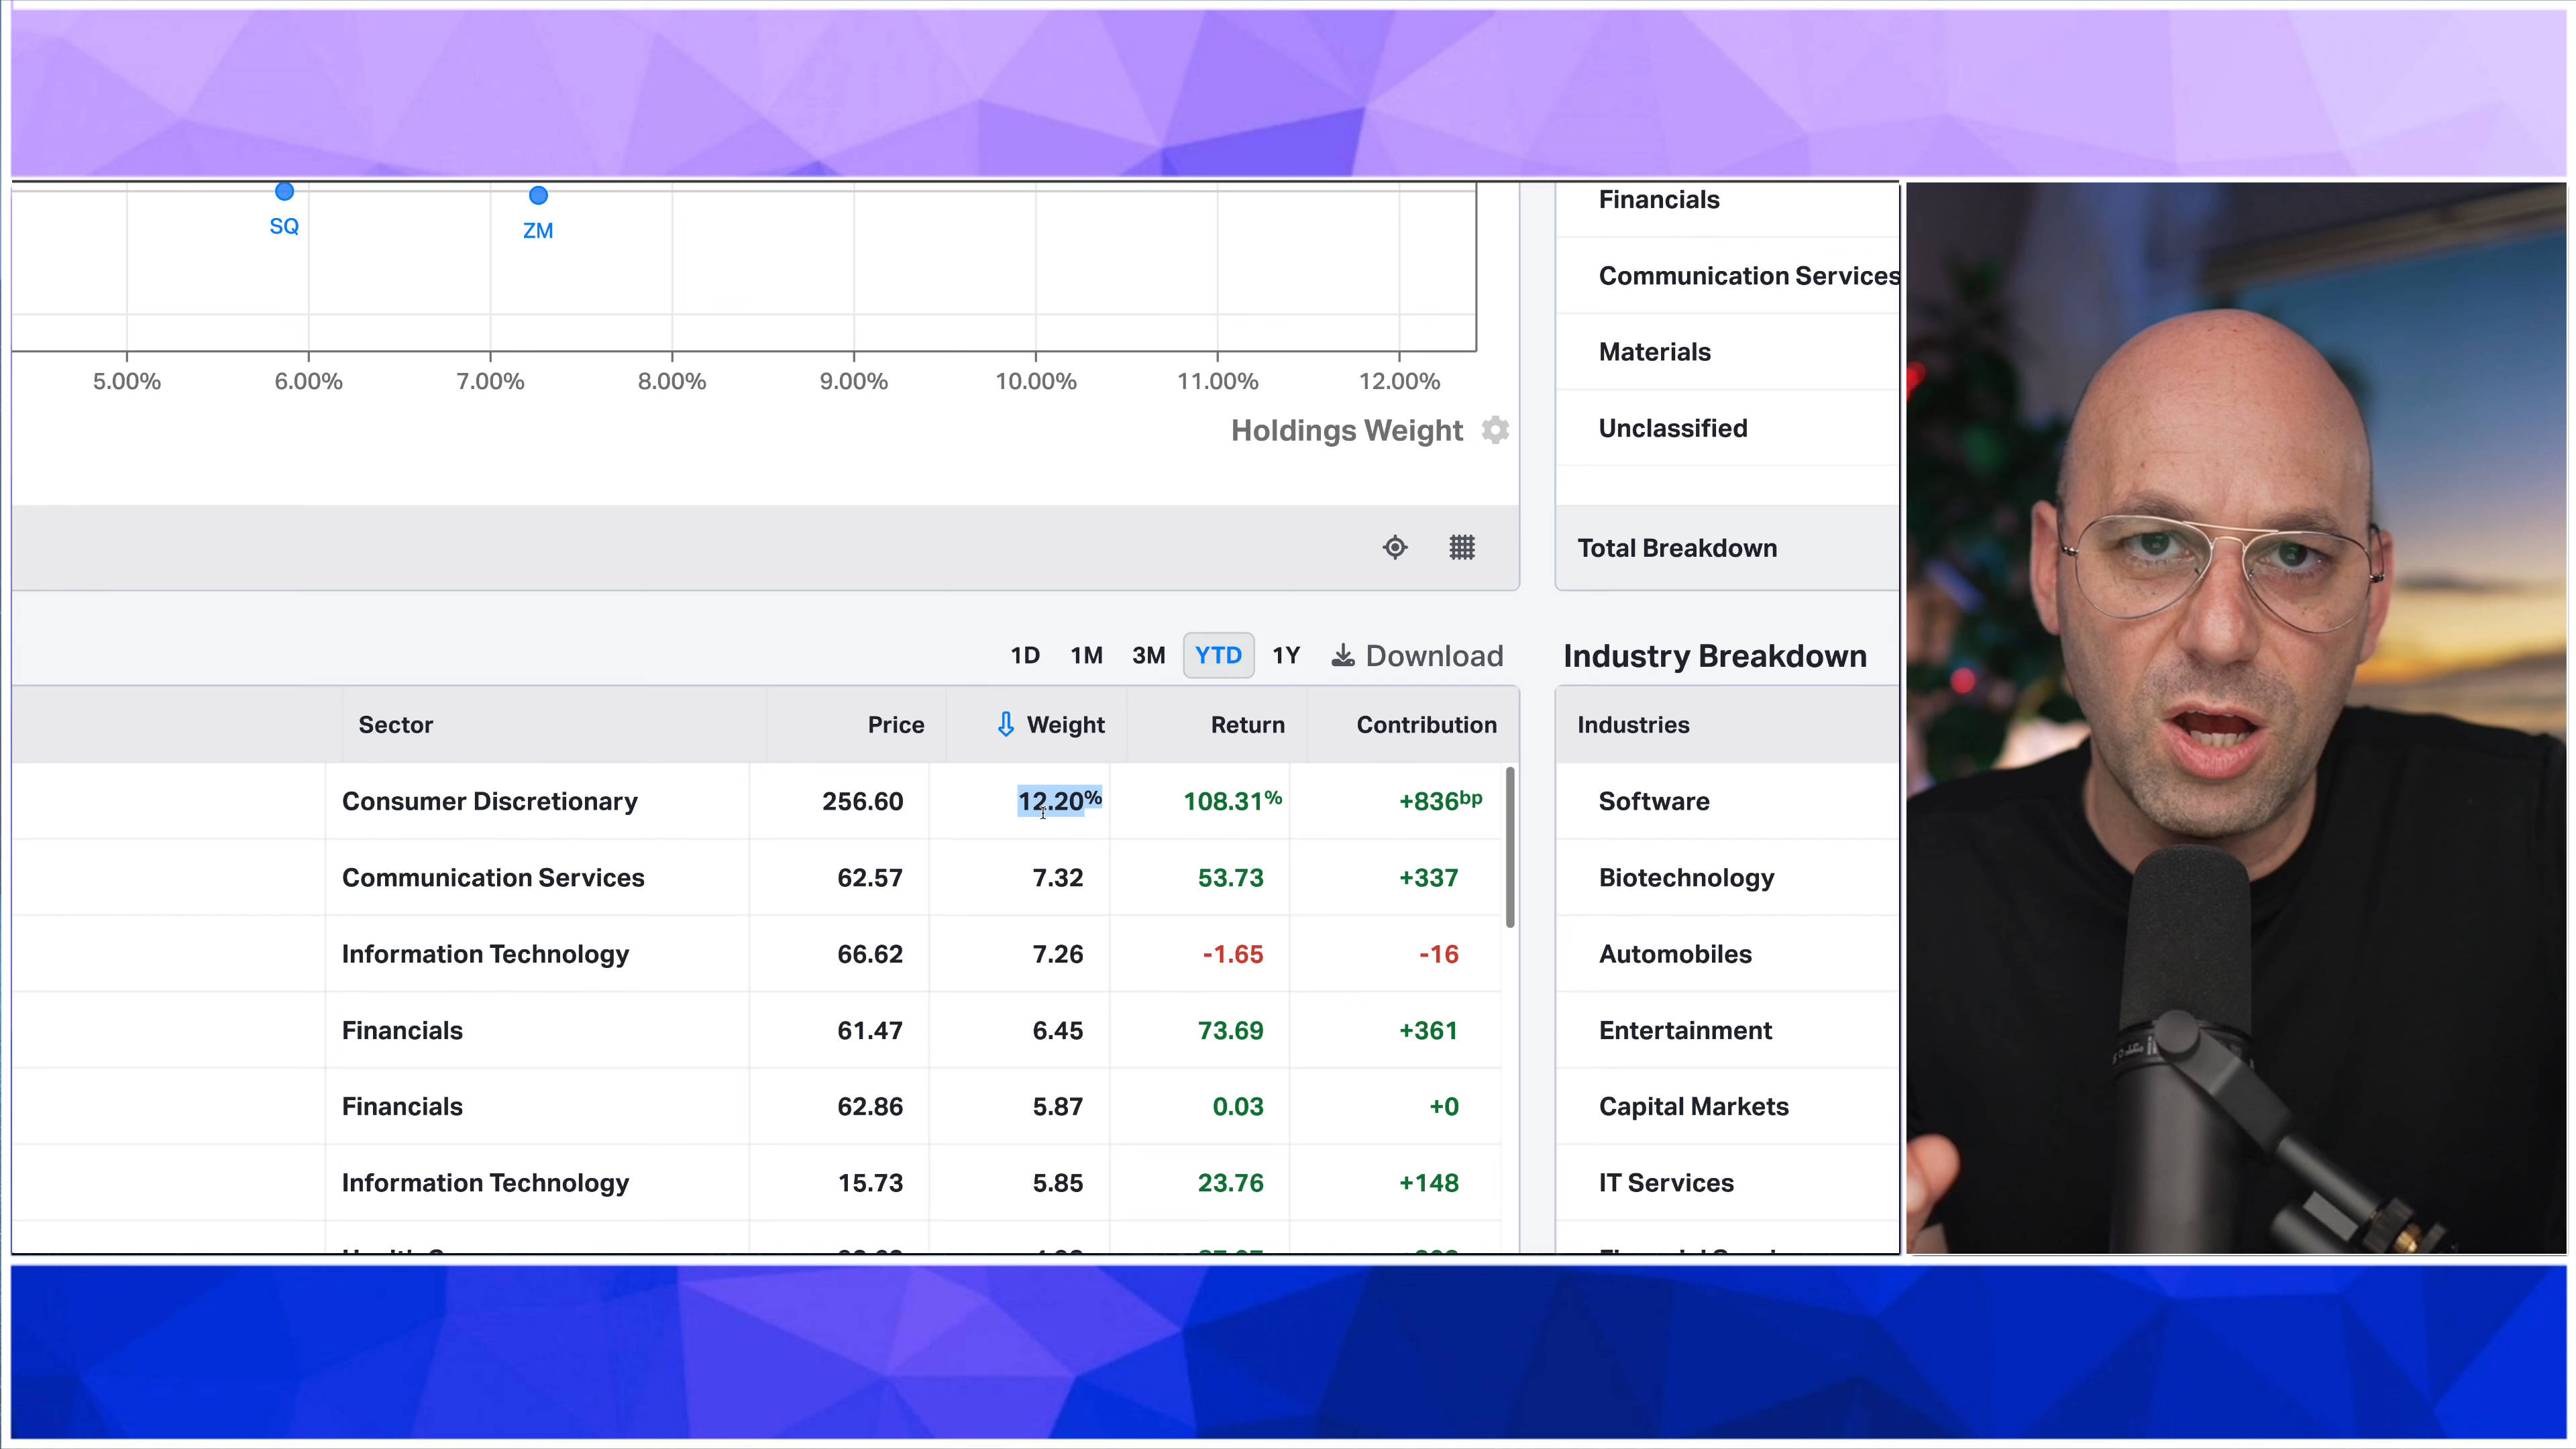 SQ
ZM
5.00% 6.00% 7.00% 8.00% 9.00% 10.00% 11.00% 12.00%
Holdings Weight
Financials
Communication Services
Materials
Unclassified
Total Breakdown
1D 1M 3M YTD 1Y Download
Sector Price Weight Return Contribution
Consumer Discretionary 256.60 12.20% 108.31% +836bp
Communication Services 62.57 7.32 53.73 +337
Information Technology 66.62 7.26 -1.65 -16
Financials 61.47 6.45 73.69 +361
Financials 62.86 5.87 0.03 +0
Information Technology 15.73 5.85 23.76 +148
Industry Breakdown
Industries
Software
Biotechnology
Automobiles
Entertainment
Capital Markets
IT Services